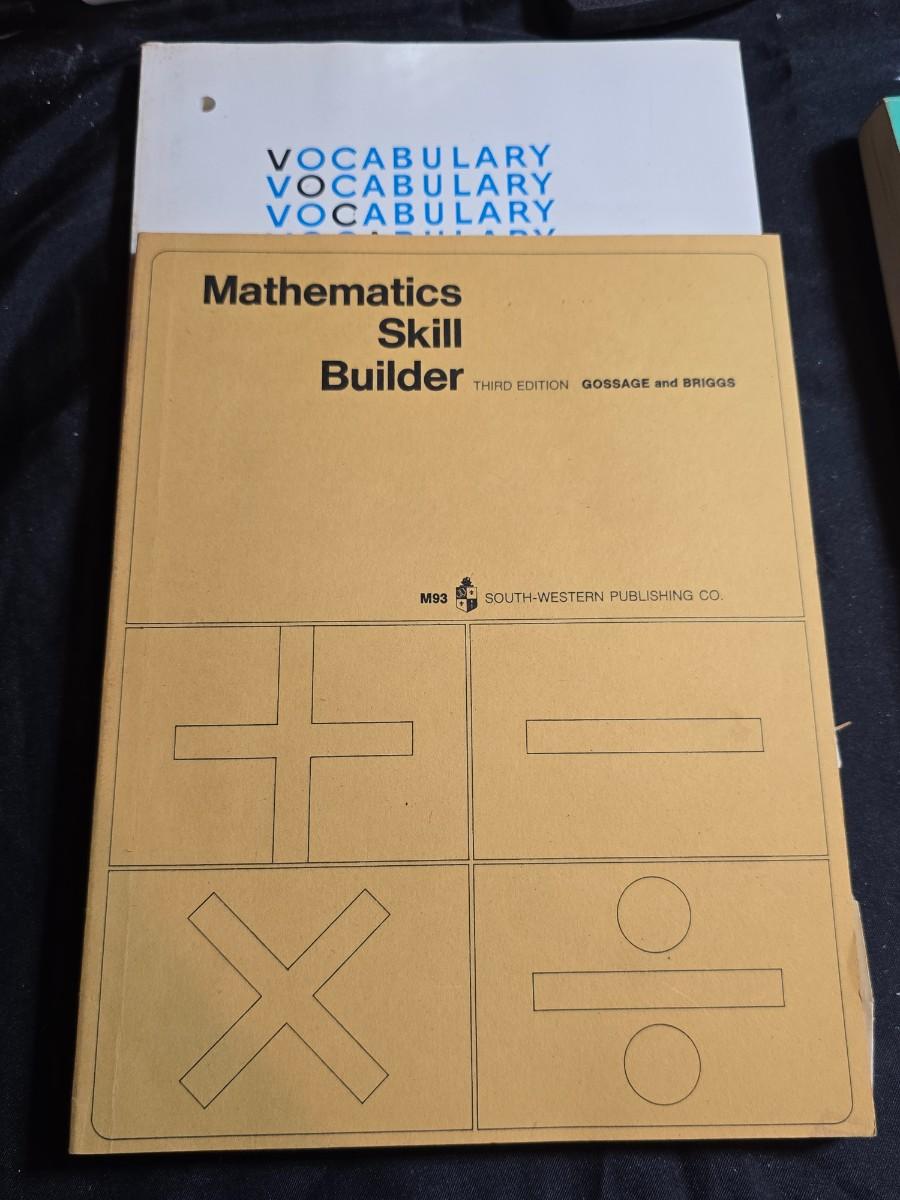 VOCABULARY
VOCABULARY
VOCABULARY
Mathematics
Skill
Builder THIRD EDITION GOSSAGE and BRIGGS
M93 SOUTH-WESTERN PUBLISHING CO.